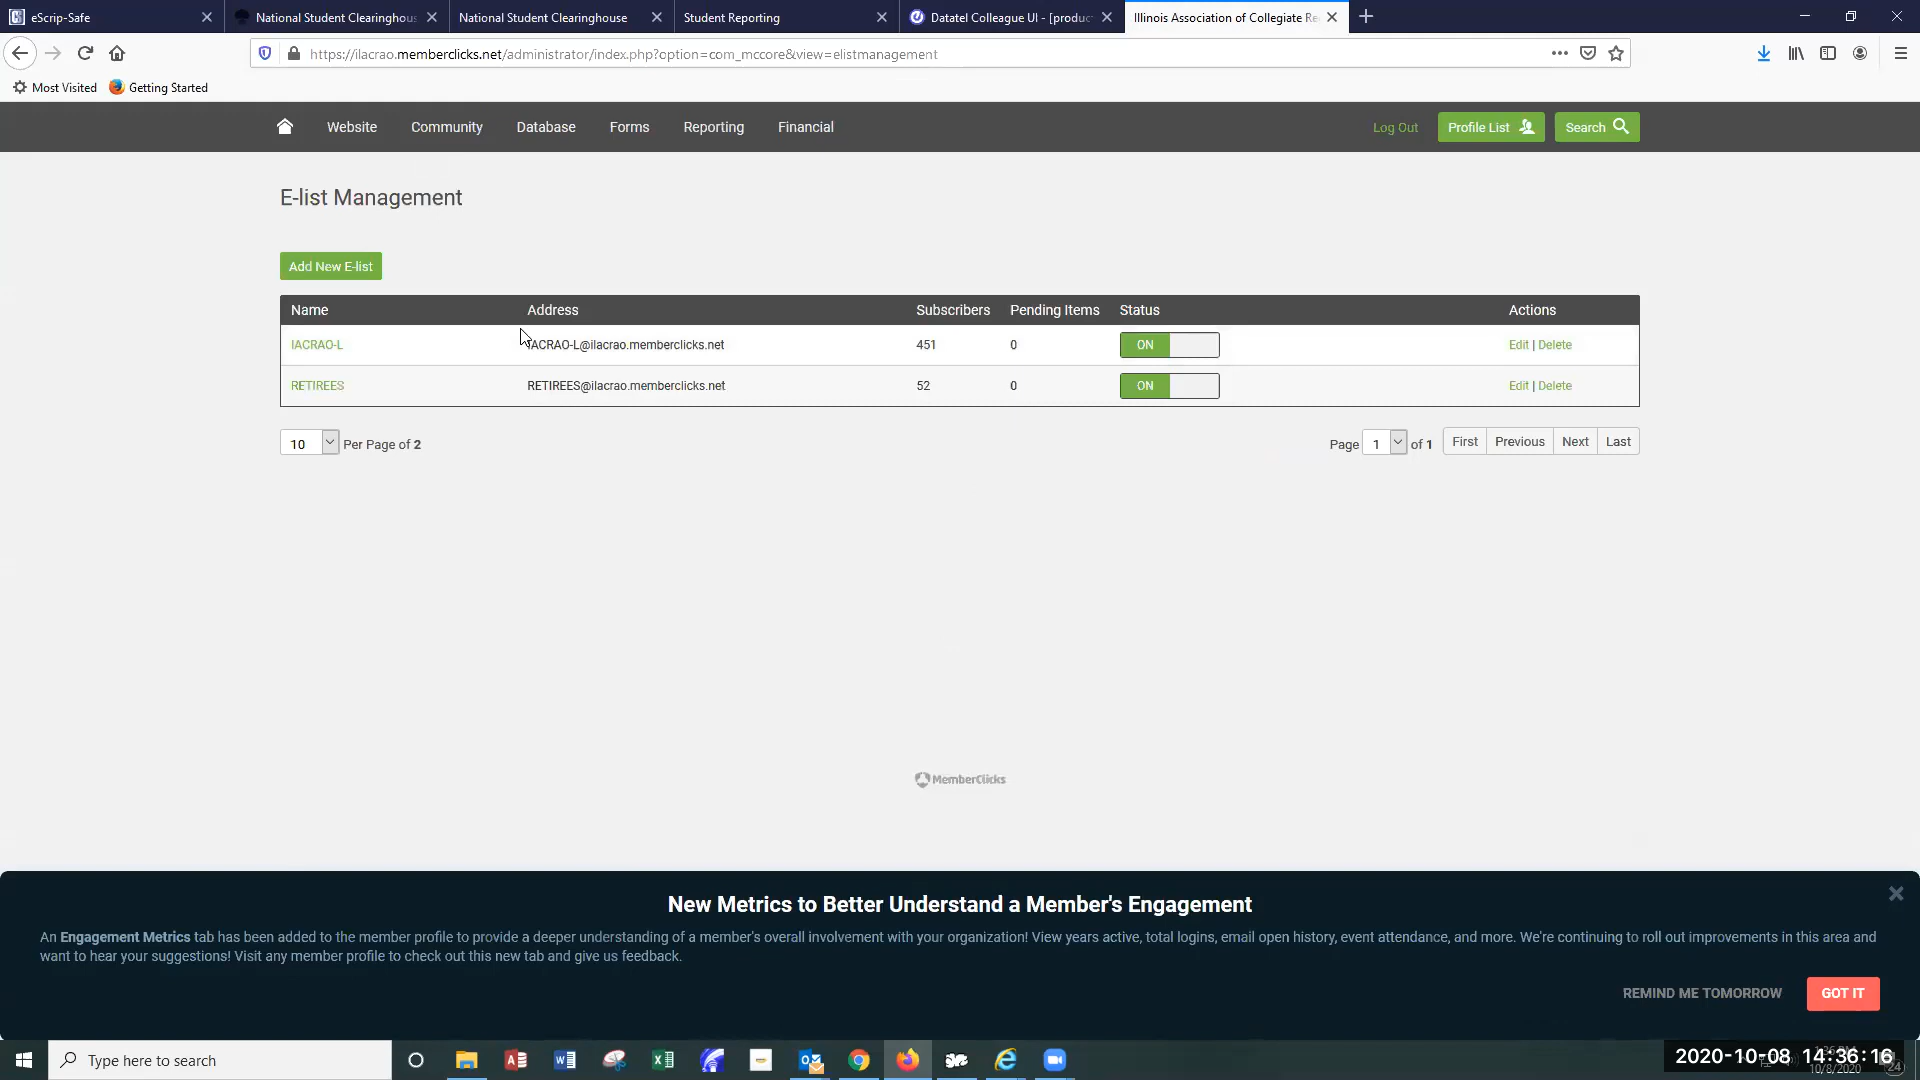 eScrip-Safe
National Student Clearinghous
National Student Clearinghouse
Student Reporting
Datatel Colleague UI - [produc
Illinois Association of Collegiate Re
https://ilacrao.memberclicks.net/administrator/index.php?option=com_mccore&view=elistmanagement
Most Visited
Getting Started
Website
Community
Database
Forms
Reporting
Financial
Log Out
Profile List
Search
E-list Management
Add New E-list
Name Address Subscribers Pending Items Status Actions
IACRAO-L IACRAO-L@ilacrao.memberclicks.net 451 0 ON Edit | Delete
RETIREES RETIREES@ilacrao.memberclicks.net 52 0 ON Edit | Delete
10 Per Page of 2
Page 1 of 1 First Previous Next Last
MemberClicks
New Metrics to Better Understand a Member's Engagement
An Engagement Metrics tab has been added to the member profile to provide a deeper understanding of a member's overall involvement with your organization! View years active, total logins, email open history, event attendance, and more. We're continuing to roll out improvements in this area and
want to hear your suggestions! Visit any member profile to check out this new tab and give us feedback.
REMIND ME TOMORROW
GOT IT
Type here to search
2020-10-08 14:36:16
10/8/2020
24